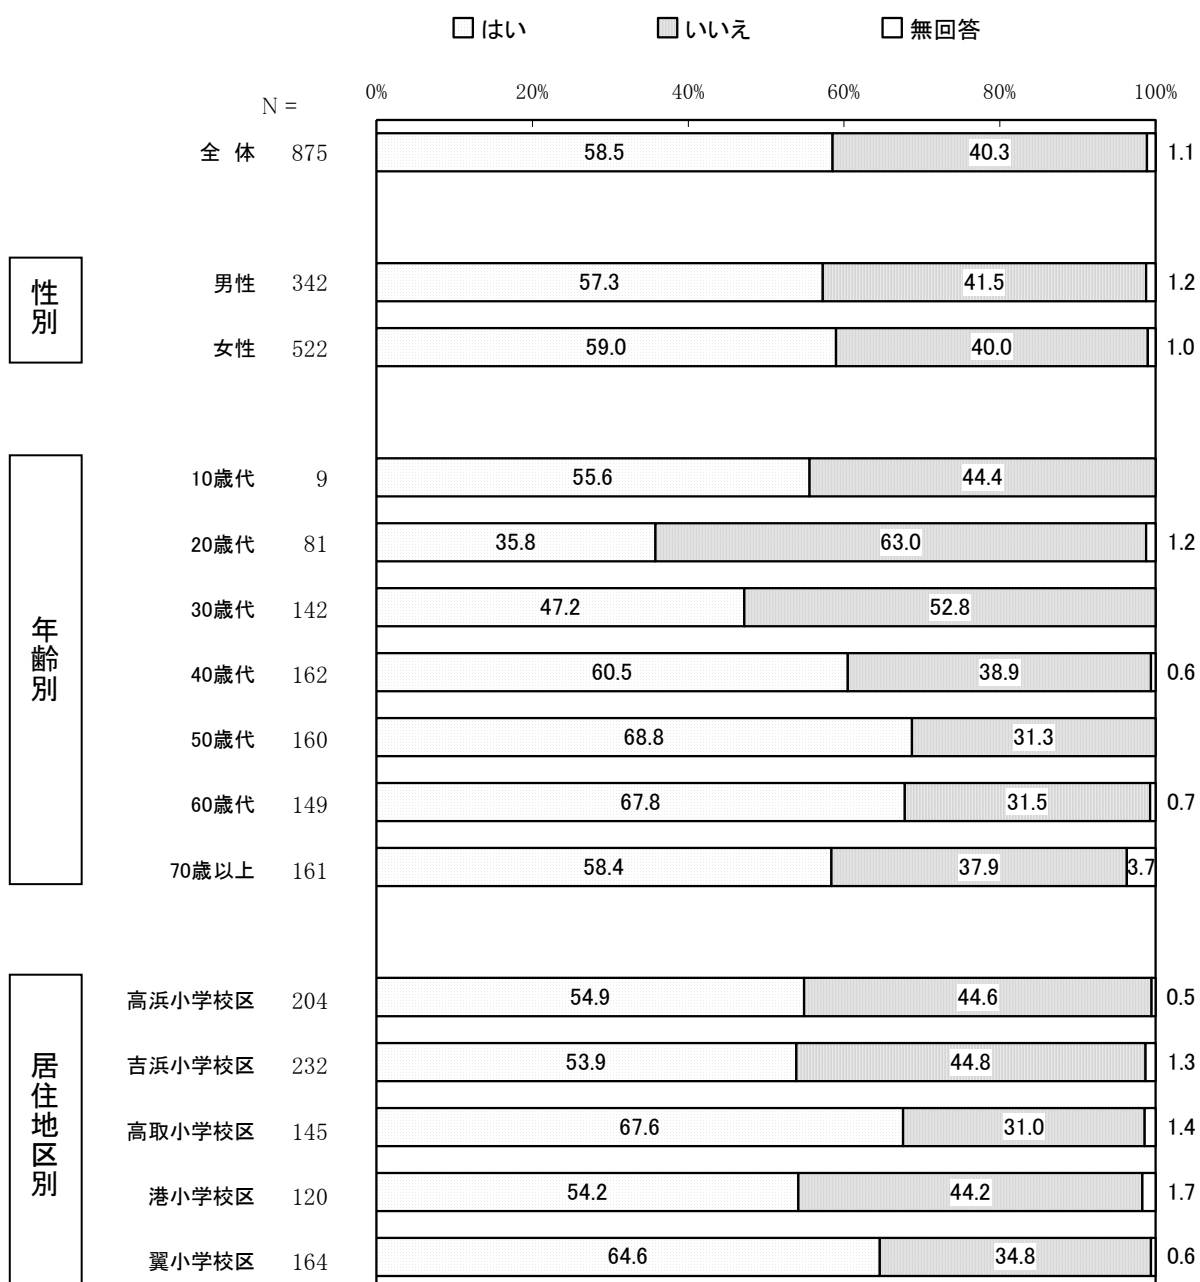 はい いいえ 無回答
N = 0% 20% 40% 60% 80% 100%
全 体 875 58.5 40.3 1.1
性別
男性 342 57.3 41.5 1.2
女性 522 59.0 40.0 1.0
年齢別
10歳代 9 55.6 44.4
20歳代 81 35.8 63.0 1.2
30歳代 142 47.2 52.8
40歳代 162 60.5 38.9 0.6
50歳代 160 68.8 31.3
60歳代 149 67.8 31.5 0.7
70歳以上 161 58.4 37.9 3.7
居住地区別
高浜小学校区 204 54.9 44.6 0.5
吉浜小学校区 232 53.9 44.8 1.3
高取小学校区 145 67.6 31.0 1.4
港小学校区 120 54.2 44.2 1.7
翼小学校区 164 64.6 34.8 0.6